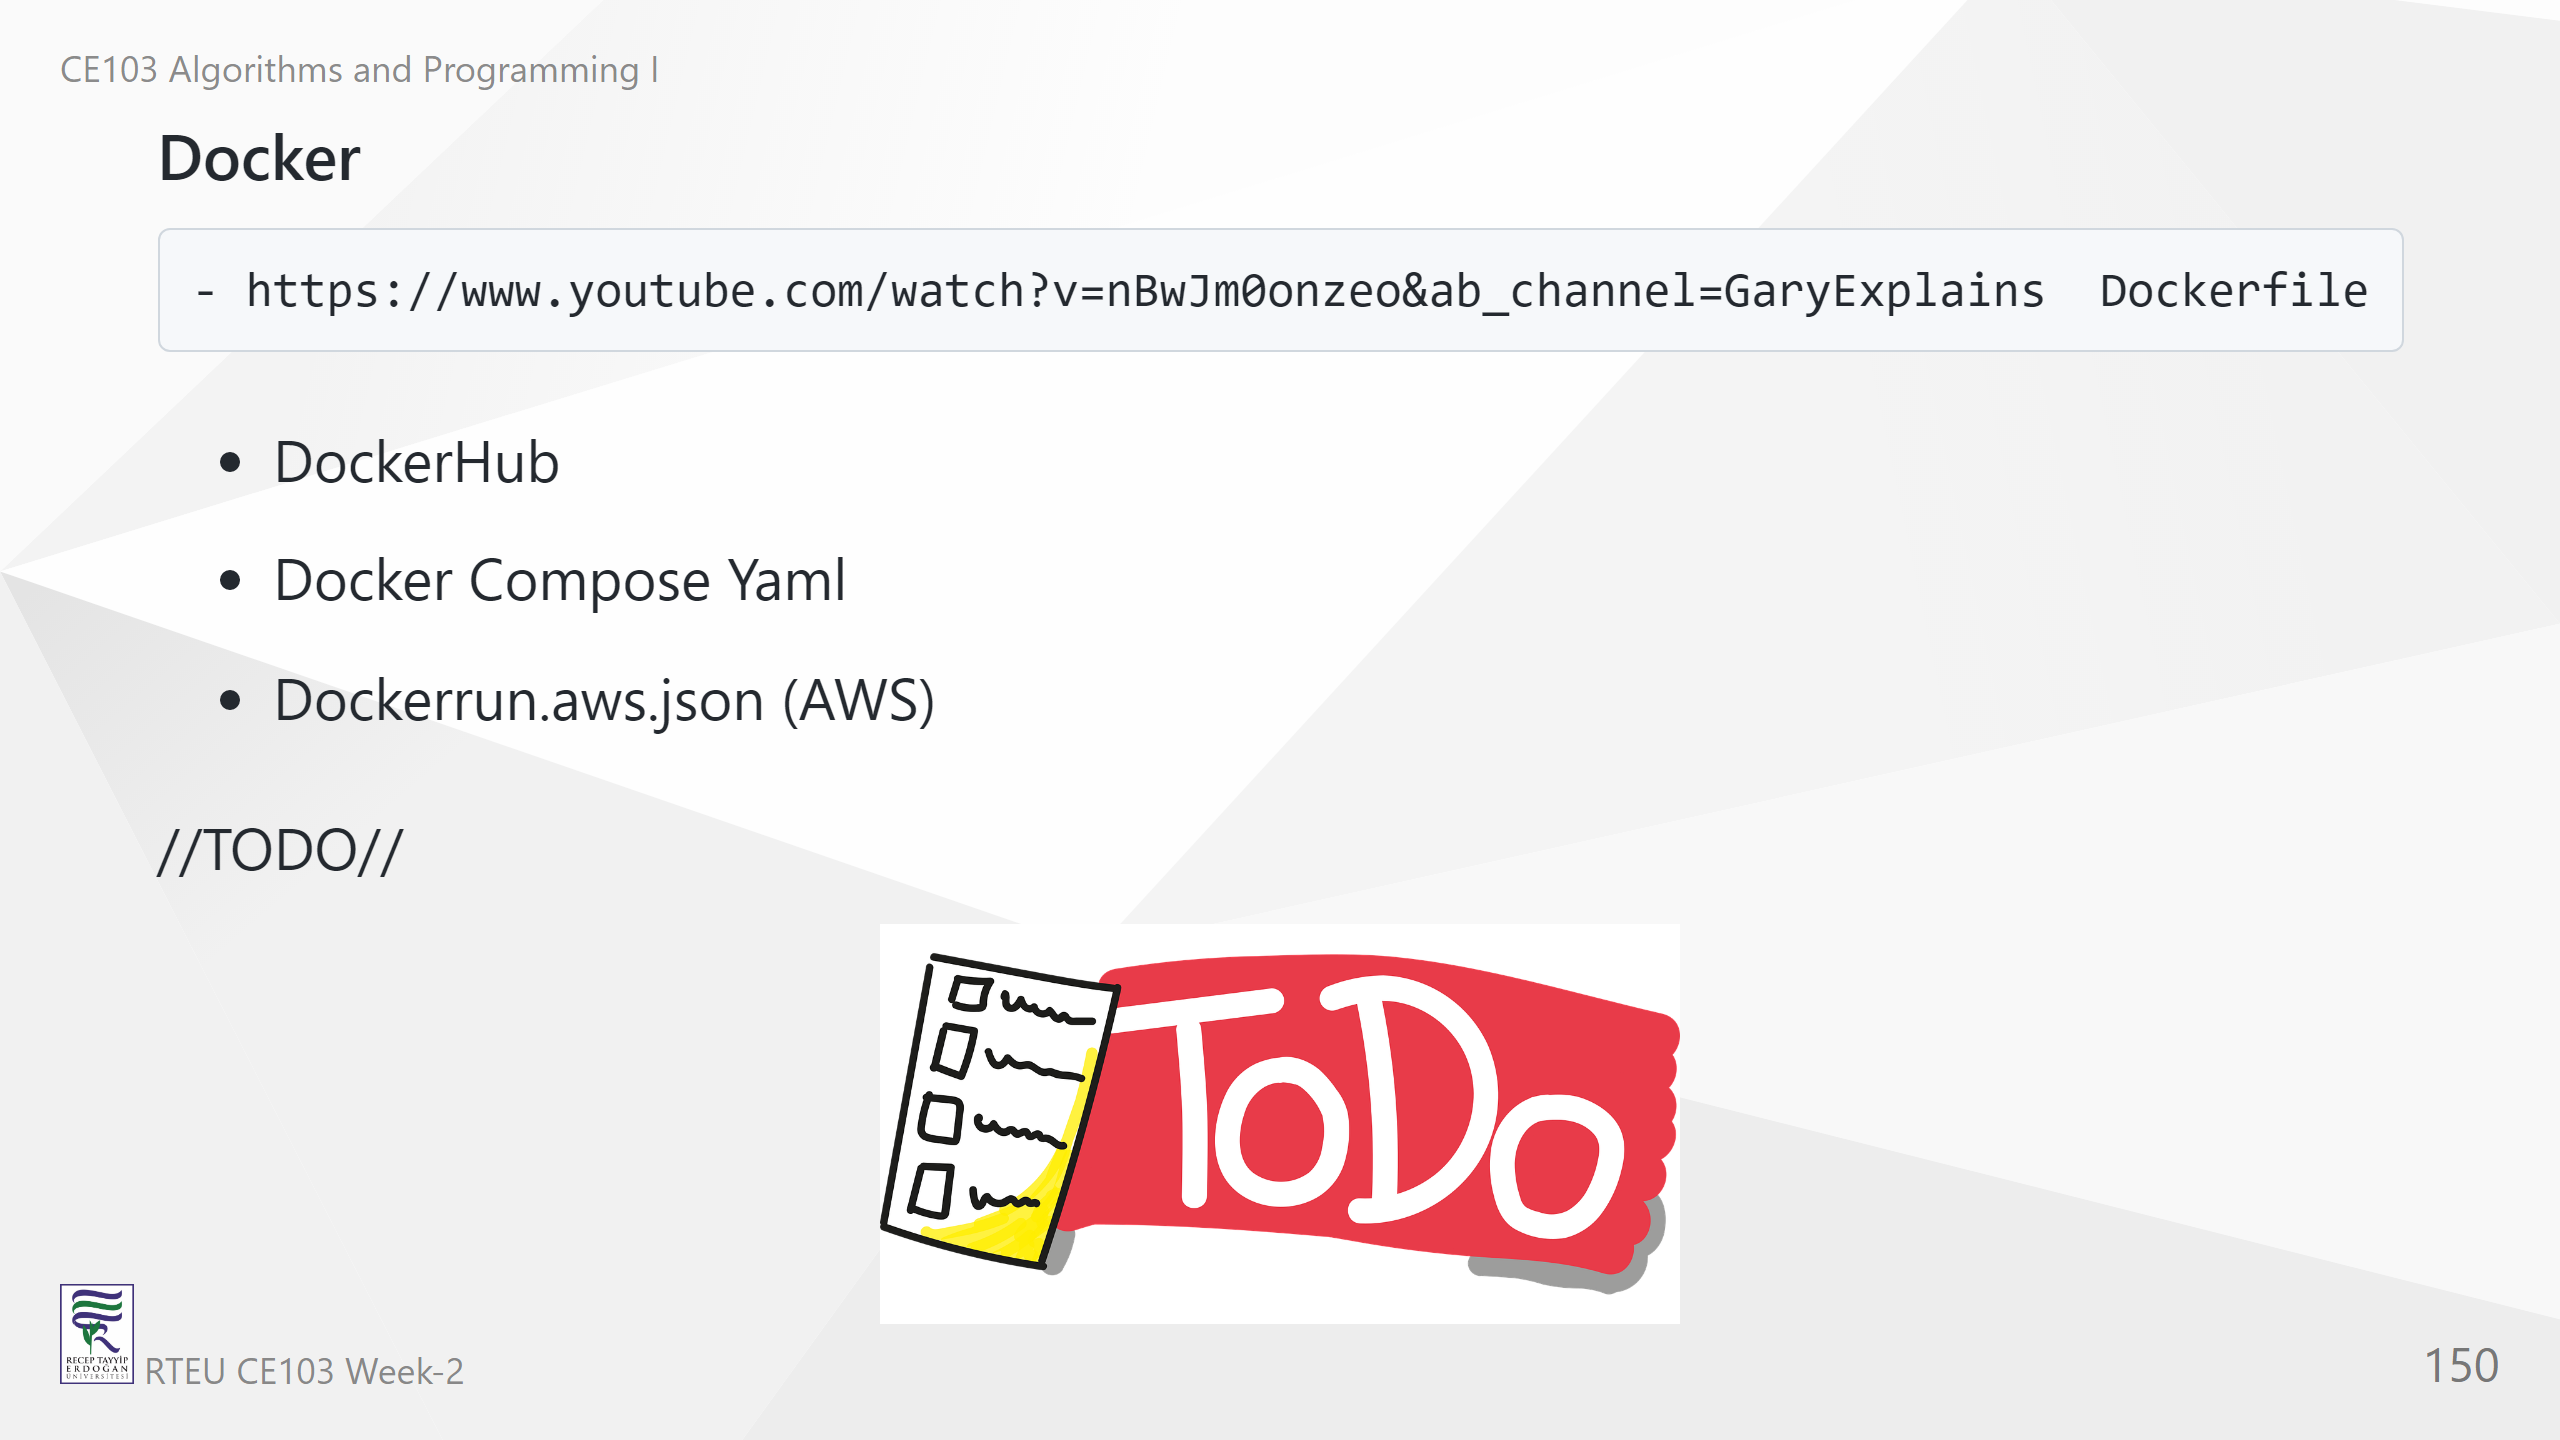 CE103 Algorithms and Programming I
Docker
- https://www.youtube.com/watch?v=nBwJm0onzeo&ab_channel=GaryExplains  Dockerfile
• DockerHub
• Docker Compose Yaml
• Dockerrun.aws.json (AWS)
//TODO//
ToDo
RECEP TAYYİP
ERDOĞAN
ÜNİVERSİTESİ
RTEU CE103 Week-2
150